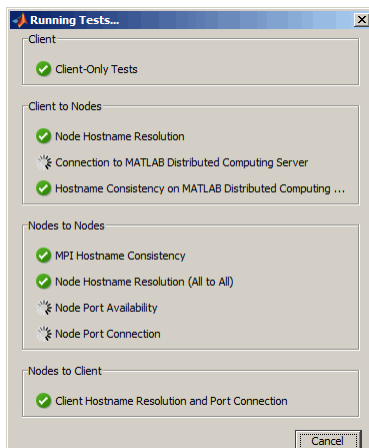 Running Tests...
Client
Client-Only Tests
Client to Nodes
Node Hostname Resolution
Connection to MATLAB Distributed Computing Server
Hostname Consistency on MATLAB Distributed Computing ...
Nodes to Nodes
MPI Hostname Consistency
Node Hostname Resolution (All to All)
Node Port Availability
Node Port Connection
Nodes to Client
Client Hostname Resolution and Port Connection
Cancel